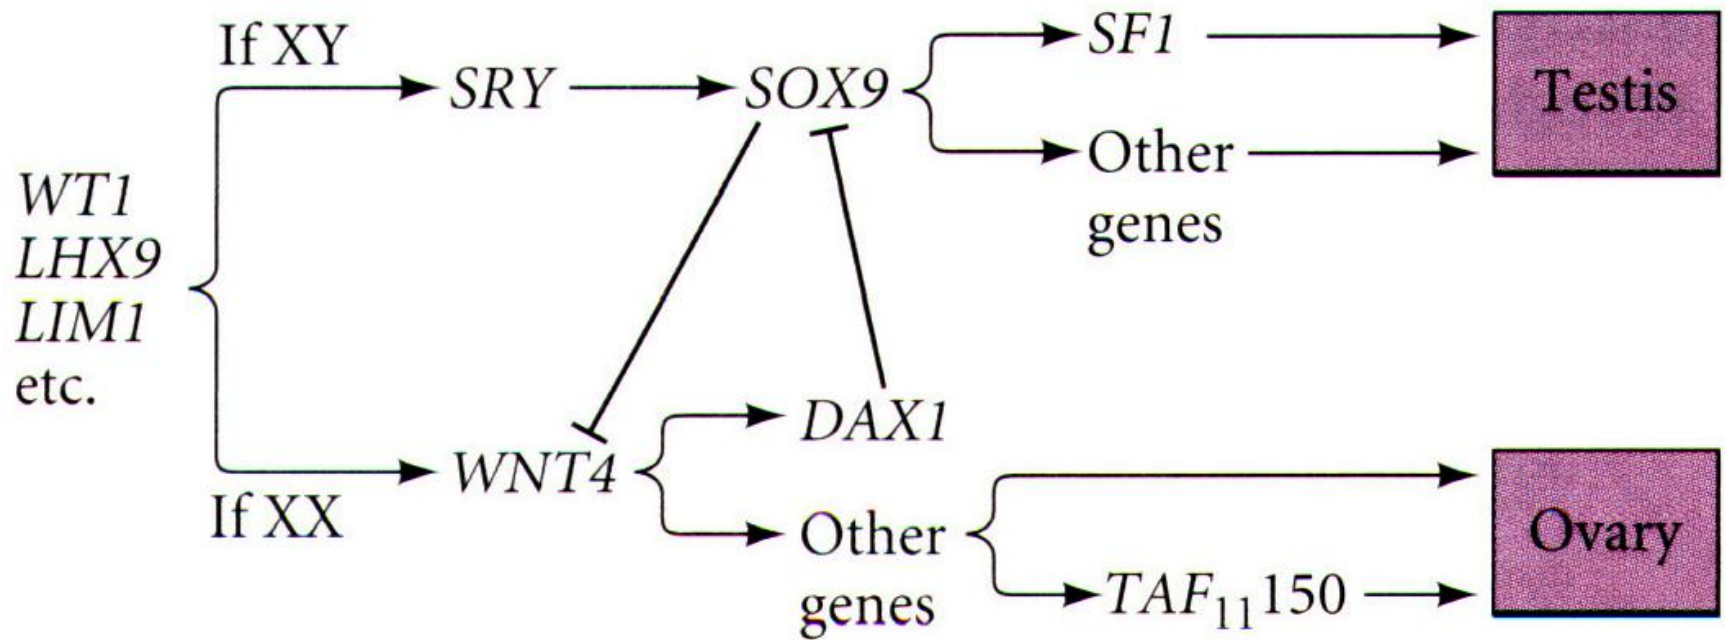 If XY
SRY
SOX9
SF1
Testis
Other
genes
WT1
LHX9
LIM1
etc.
DAX1
WNT4
If XX
Other
genes
TAF11150
Ovary